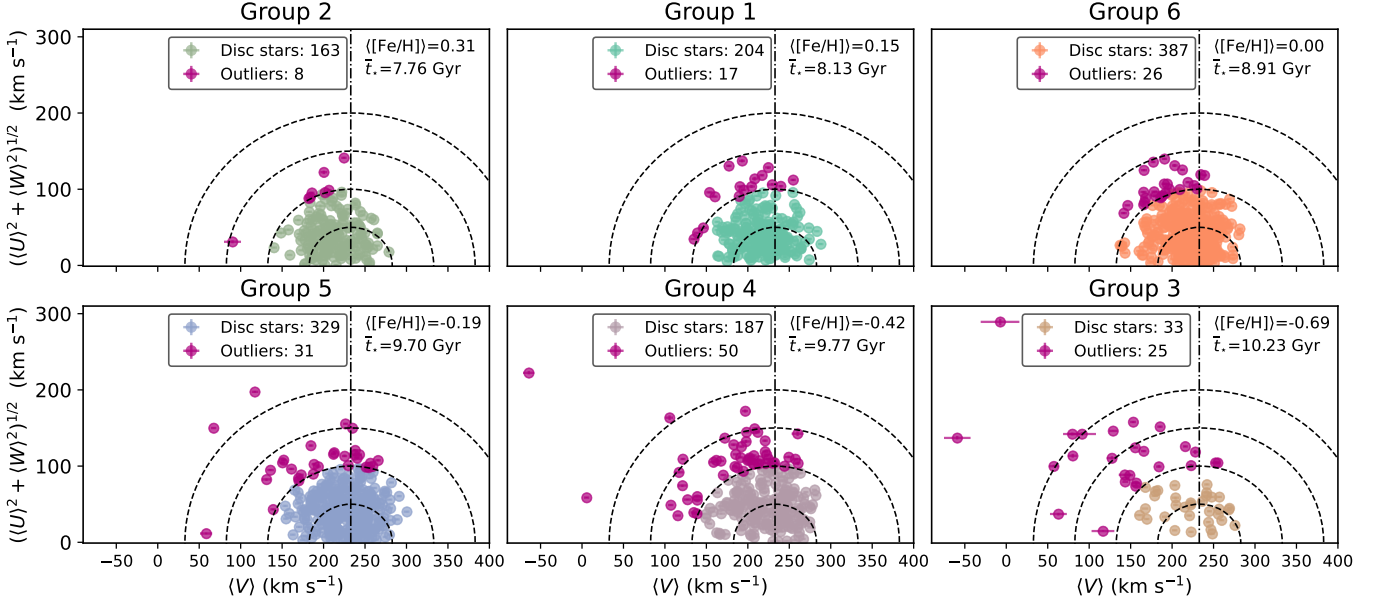 Group 2
Group 1
Group 6
300
200
100
0
(⟨U⟩² + ⟨W⟩²)^{1/2} (km s⁻¹)
Disc stars: 163
Outliers: 8
⟨[Fe/H]⟩=0.31
t̄⋆=7.76 Gyr
Disc stars: 204
Outliers: 17
⟨[Fe/H]⟩=0.15
t̄⋆=8.13 Gyr
Disc stars: 387
Outliers: 26
⟨[Fe/H]⟩=0.00
t̄⋆=8.91 Gyr
Group 5
Group 4
Group 3
300
200
100
0
(⟨U⟩² + ⟨W⟩²)^{1/2} (km s⁻¹)
Disc stars: 329
Outliers: 31
⟨[Fe/H]⟩=-0.19
t̄⋆=9.70 Gyr
Disc stars: 187
Outliers: 50
⟨[Fe/H]⟩=-0.42
t̄⋆=9.77 Gyr
Disc stars: 33
Outliers: 25
⟨[Fe/H]⟩=-0.69
t̄⋆=10.23 Gyr
−50 0 50 100 150 200 250 300 350 400
−50 0 50 100 150 200 250 300 350 400
−50 0 50 100 150 200 250 300 350 400
⟨V⟩ (km s⁻¹)
⟨V⟩ (km s⁻¹)
⟨V⟩ (km s⁻¹)